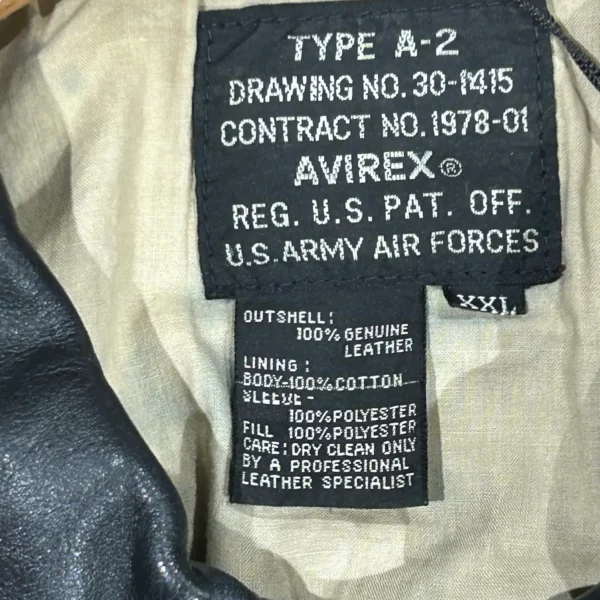 TYPE A-2
DRAWING NO. 30-1415
CONTRACT NO. 1978-01
AVIREX®
REG. U.S. PAT. OFF.
U.S. ARMY AIR FORCES
XXL
OUTSHELL:
100% GENUINE
LEATHER
LINING:
BODY-100% COTTON
SLEEVE-
100% POLYESTER
FILL 100% POLYESTER
CARE: DRY CLEAN ONLY
BY A PROFESSIONAL
LEATHER SPECIALIST